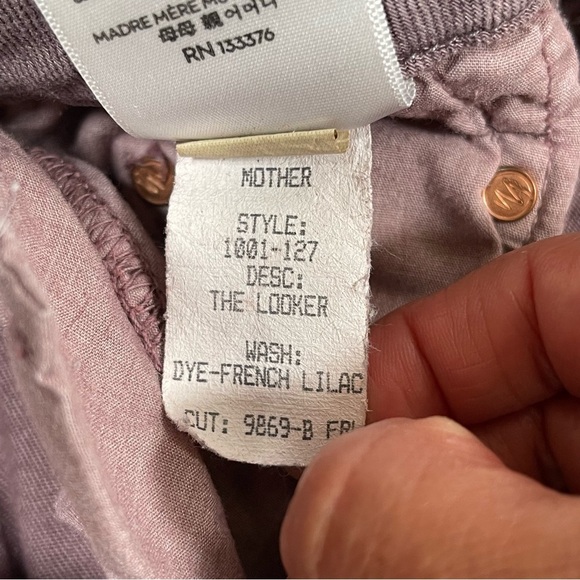 MADRE MÈRE
母母 親 어머니
RN 133376
MOTHER
STYLE:
1001-127
DESC:
THE LOOKER
WASH:
DYE-FRENCH LILAC
CUT: 9869-B